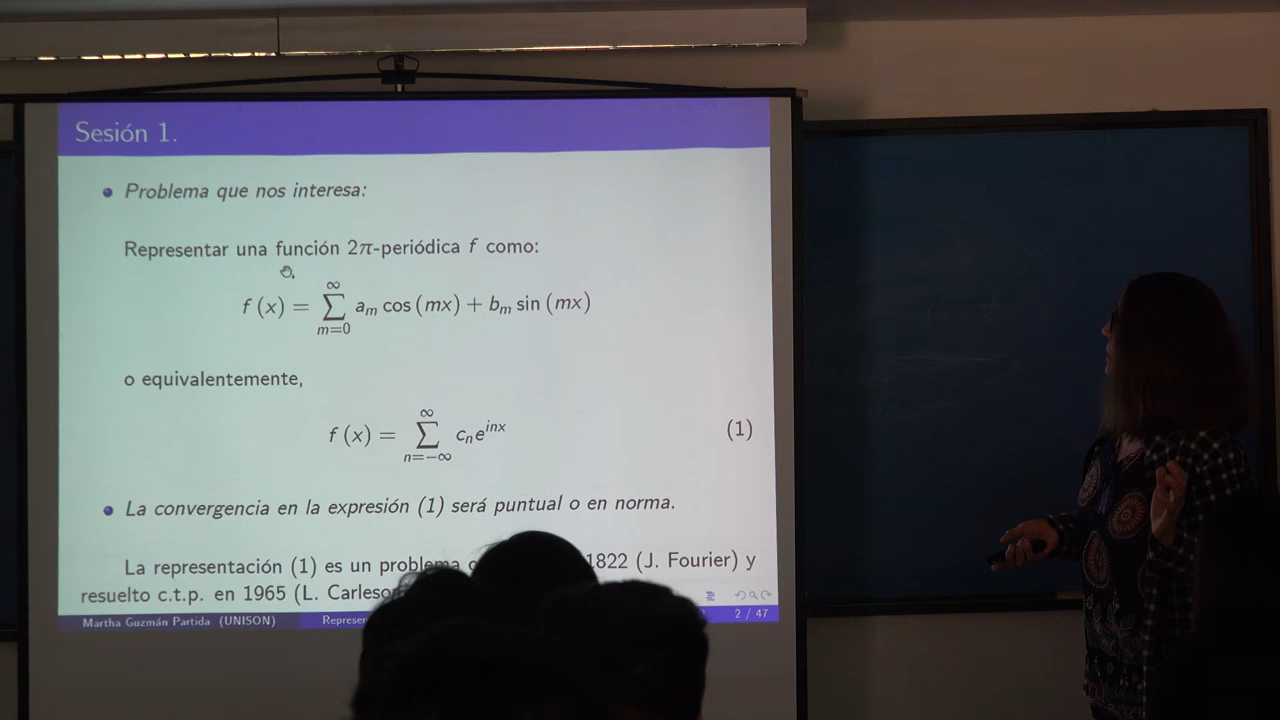 Sesión 1.
Problema que nos interesa:
Representar una función 2π-periódica f como:
f (x) = ∑_{m=0}^{∞} a_m cos (mx) + b_m sin (mx)
o equivalentemente,
f (x) = ∑_{n=−∞}^{∞} c_n e^{inx} (1)
La convergencia en la expresión (1) será puntual o en norma.
La representación (1) es un problema 1822 (J. Fourier) y
resuelto c.t.p. en 1965 (L.
Martha Guzmán Partida (UNISON) 2 / 47